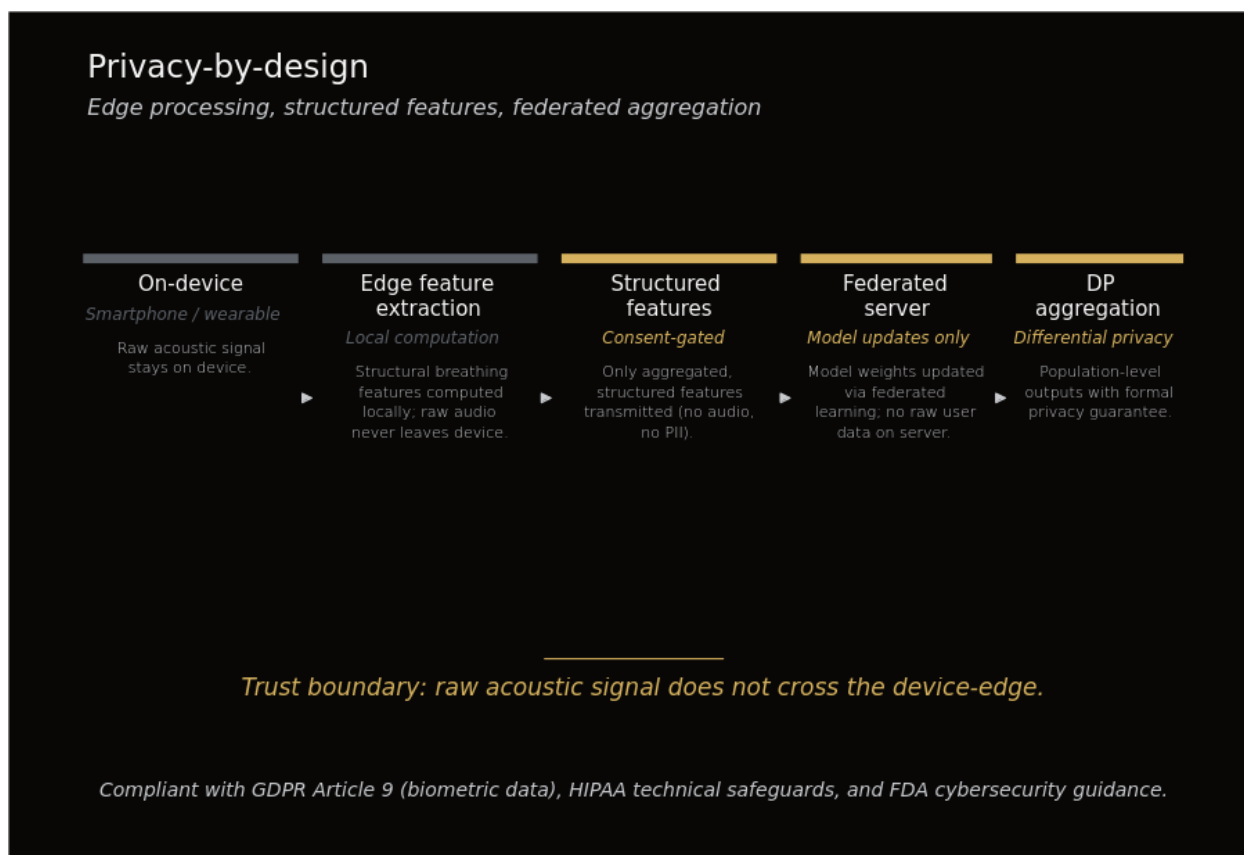 Privacy-by-design
Edge processing, structured features, federated aggregation
On-device
Smartphone / wearable
Raw acoustic signal
stays on device.
Edge feature
extraction
Local computation
Structural breathing
features computed
locally; raw audio
never leaves device.
Structured
features
Consent-gated
Only aggregated,
structured features
transmitted (no audio,
no PII).
Federated
server
Model updates only
Model weights updated
via federated
learning; no raw user
data on server.
DP
aggregation
Differential privacy
Population-level
outputs with formal
privacy guarantee.
Trust boundary: raw acoustic signal does not cross the device-edge.
Compliant with GDPR Article 9 (biometric data), HIPAA technical safeguards, and FDA cybersecurity guidance.